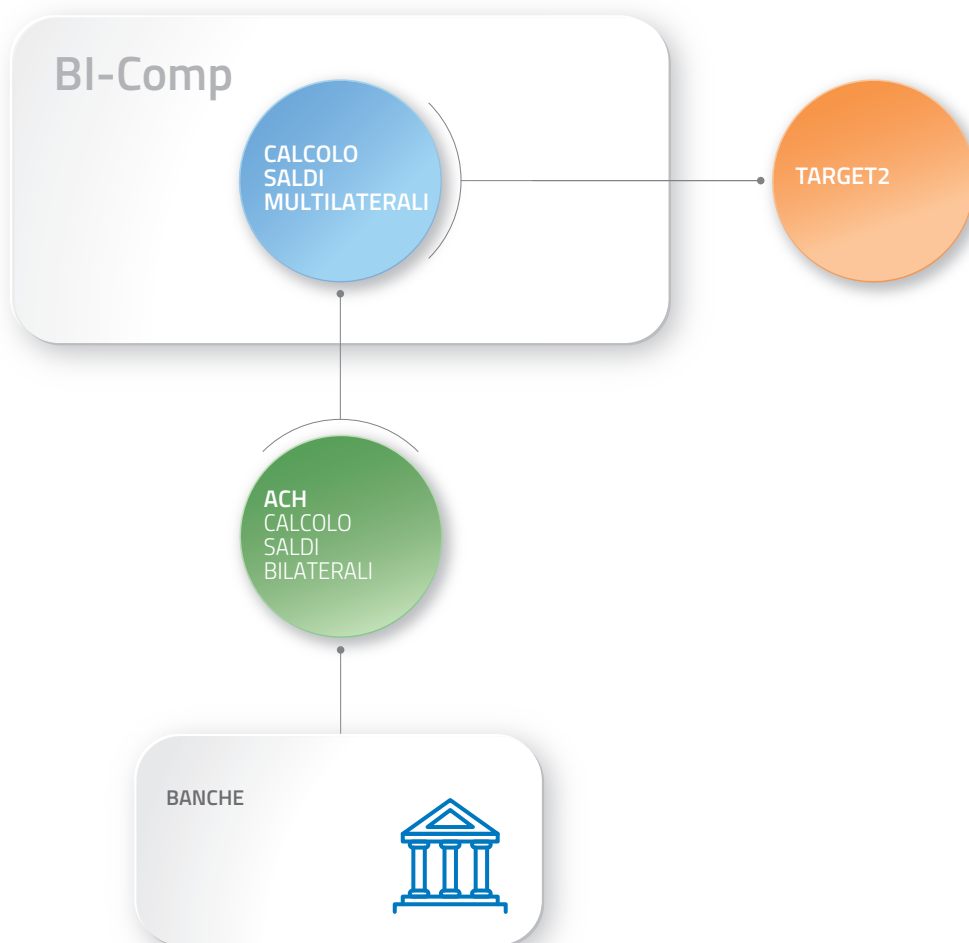 BI-Comp
CALCOLO
SALDI
MULTILATERALI
TARGET2
ACH
CALCOLO
SALDI
BILATERALI
BANCHE